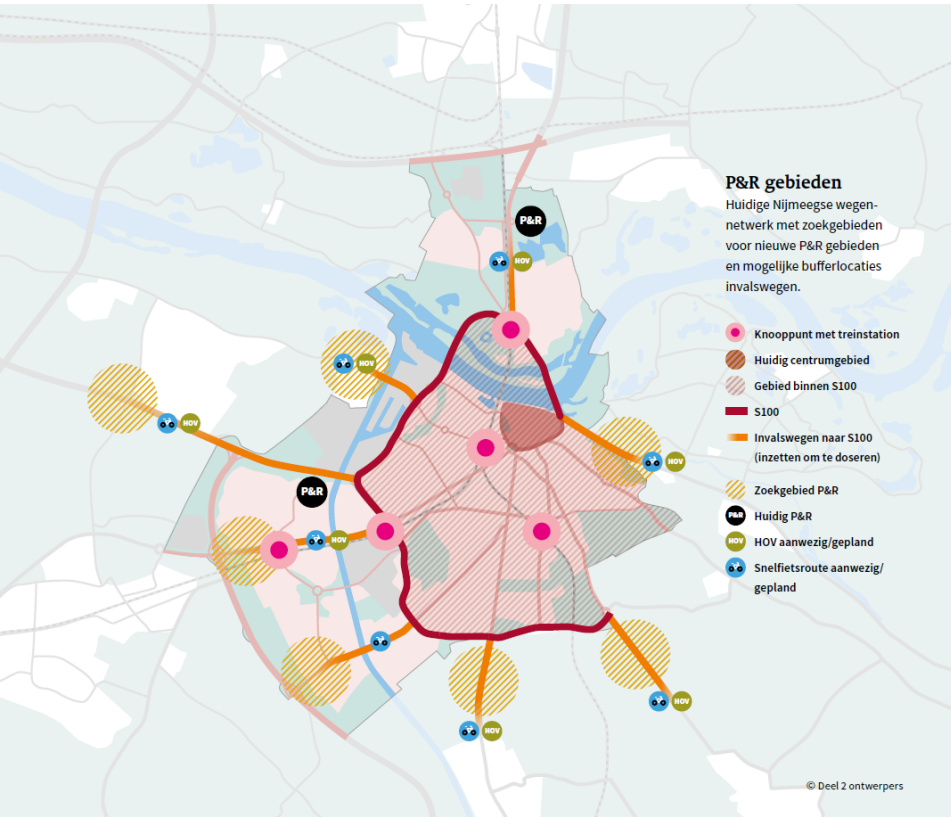 P&R gebieden
Huidige Nijmeegse wegen-
netwerk met zoekgebieden
voor nieuwe P&R gebieden
en mogelijke bufferlocaties
invalswegen.
P&R
HOV
Knooppunt met treinstation
Huidig centrumgebied
HOV
Gebied binnen S100
S100
HOV
Invalswegen naar S100
(inzetten om te doseren)
HOV
P&R
Zoekgebied P&R
P&R Huidig P&R
HOV
HOV HOV aanwezig/gepland
Snelfietsroute aanwezig/
gepland
HOV
HOV
© Deel 2 ontwerpers